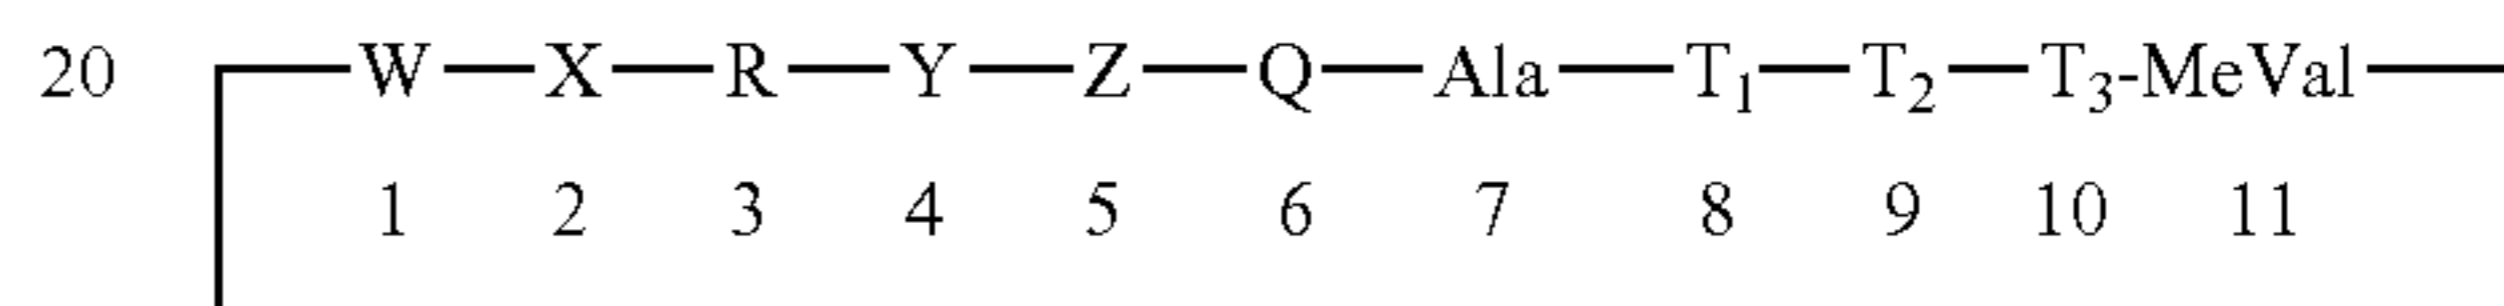 20 W—X—R—Y—Z—Q—Ala—T₁—T₂—T₃-MeVal
1 2 3 4 5 6 7 8 9 10 11